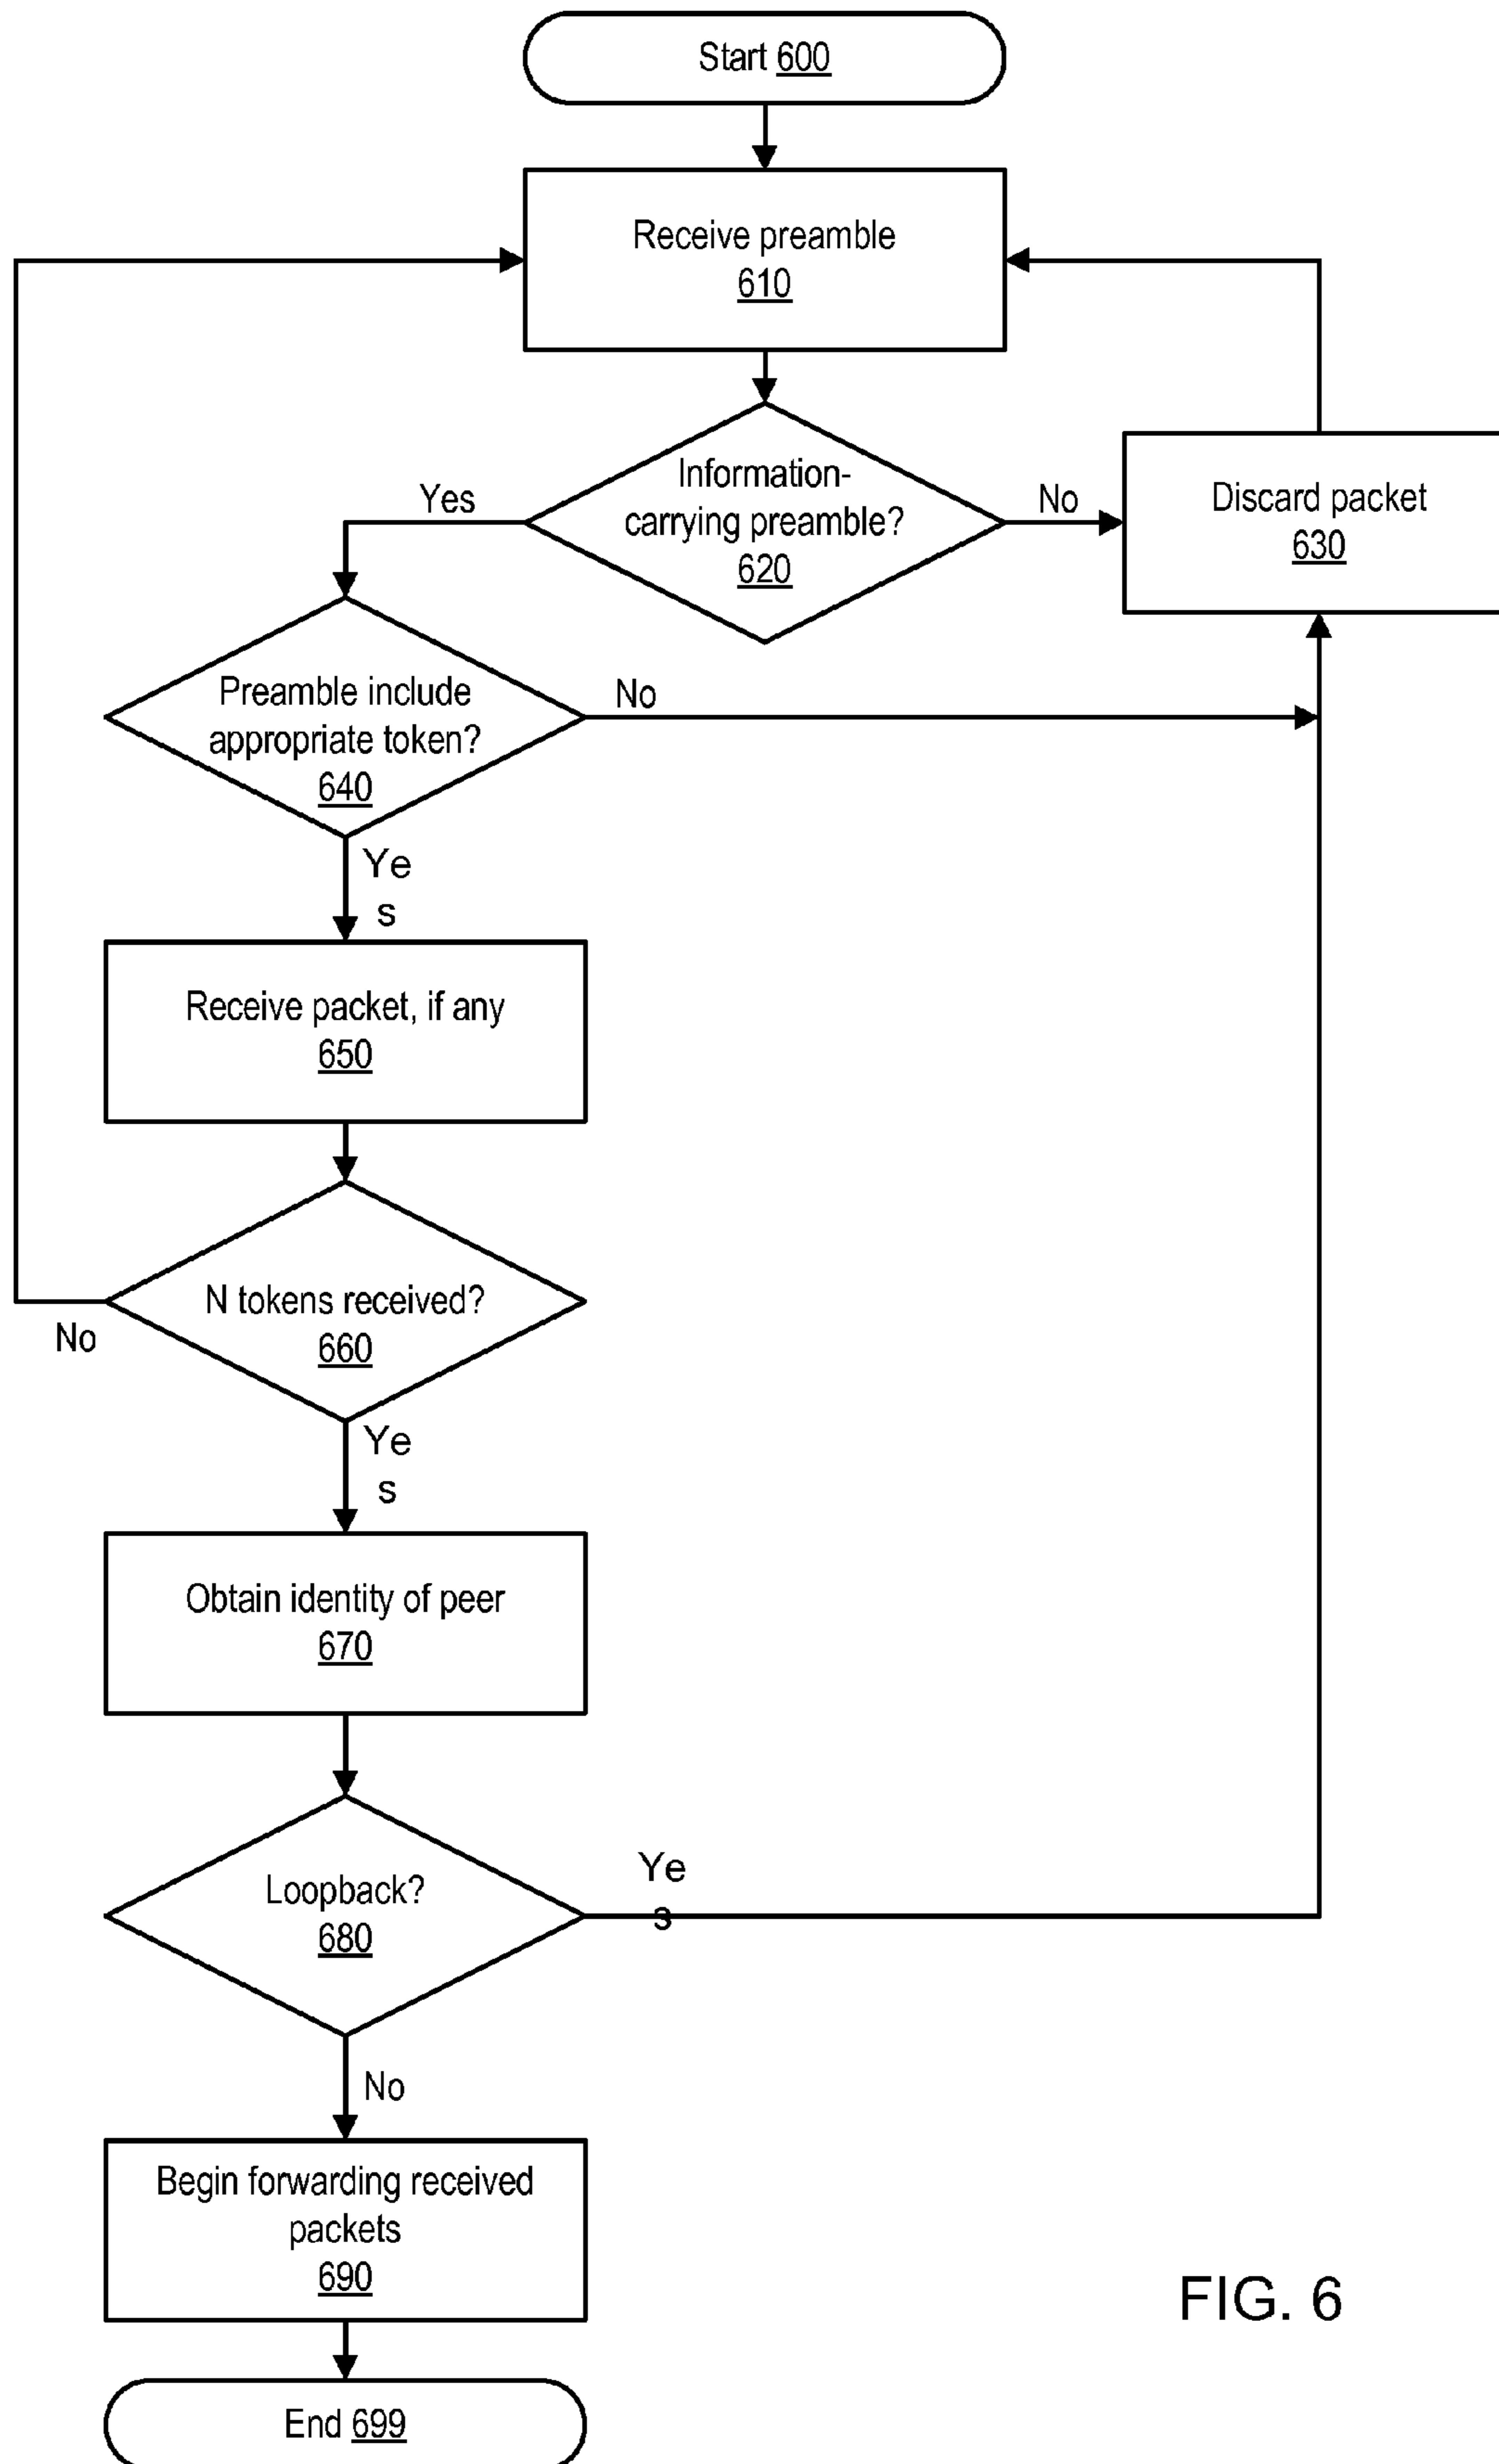 Start 600
Receive preamble
610
Information-
carrying preamble?
620
Yes
No
Discard packet
630
Preamble include
appropriate token?
640
No
Ye
s
Receive packet, if any
650
N tokens received?
660
No
Ye
s
Obtain identity of peer
670
Loopback?
680
Ye
s
No
Begin forwarding received
packets
690
End 699
FIG. 6